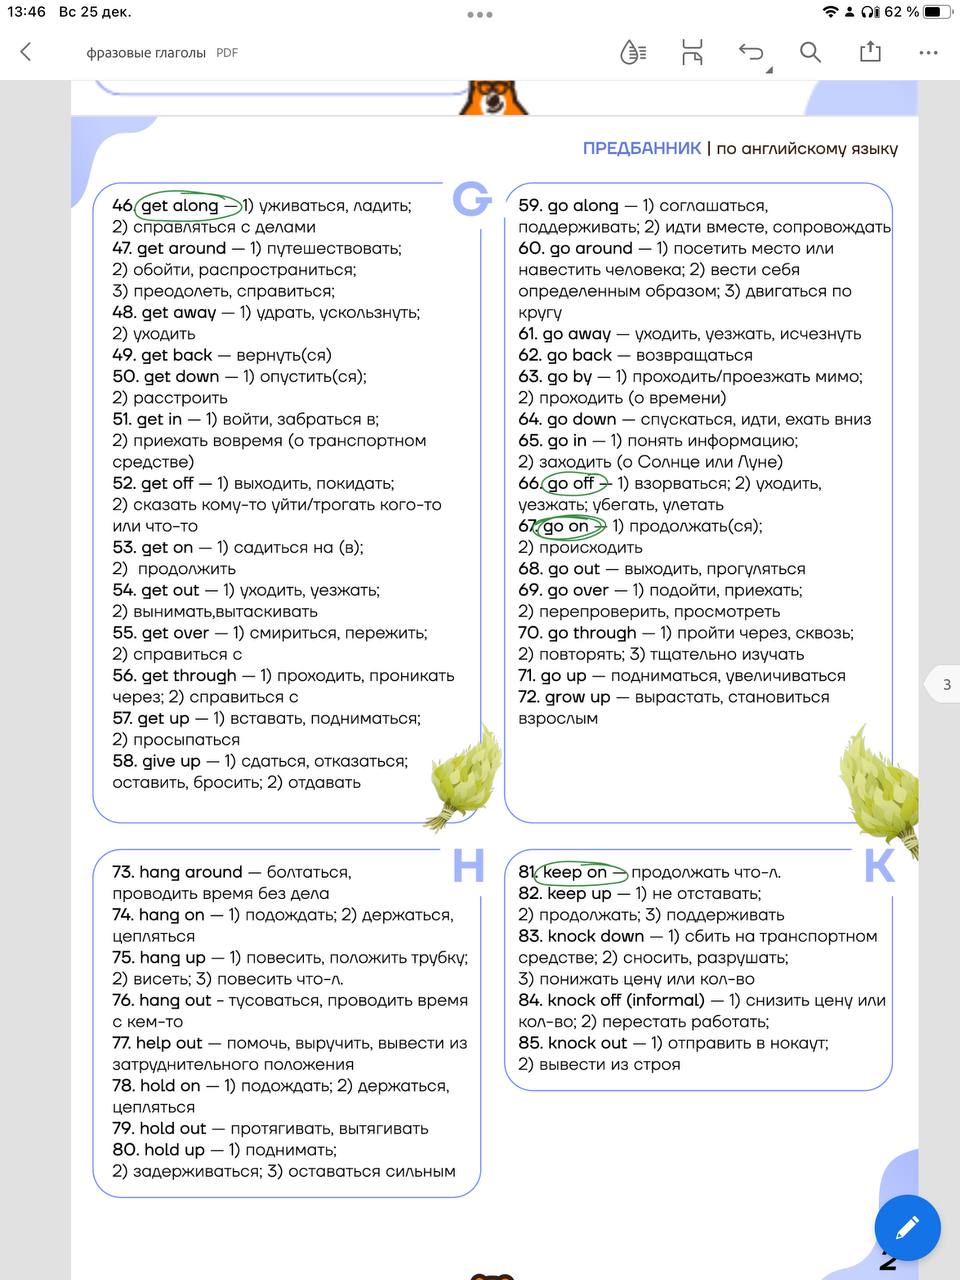 13:46 Вс 25 дек.
62 %
фразовые глаголы PDF
ПРЕДБАННИК | по английскому языку
G
46. get along — 1) уживаться, ладить;
2) справляться с делами
47. get around — 1) путешествовать;
2) обойти, распространиться;
3) преодолеть, справиться;
48. get away — 1) удрать, ускользнуть;
2) уходить
49. get back — вернуть(ся)
50. get down — 1) опустить(ся);
2) расстроить
51. get in — 1) войти, забраться в;
2) приехать вовремя (о транспортном
средстве)
52. get off — 1) выходить, покидать;
2) сказать кому-то уйти/трогать кого-то
или что-то
53. get on — 1) садиться на (в);
2) продолжить
54. get out — 1) уходить, уезжать;
2) вынимать,вытаскивать
55. get over — 1) смириться, пережить;
2) справиться с
56. get through — 1) проходить, проникать
через; 2) справиться с
57. get up — 1) вставать, подниматься;
2) просыпаться
58. give up — 1) сдаться, отказаться;
оставить, бросить; 2) отдавать
59. go along — 1) соглашаться,
поддерживать; 2) идти вместе, сопровождать
60. go around — 1) посетить место или
навестить человека; 2) вести себя
определенным образом; 3) двигаться по
кругу
61. go away — уходить, уезжать, исчезнуть
62. go back — возвращаться
63. go by — 1) проходить/проезжать мимо;
2) проходить (о времени)
64. go down — спускаться, идти, ехать вниз
65. go in — 1) понять информацию;
2) заходить (о Солнце или Луне)
66. go off — 1) взорваться; 2) уходить,
уезжать; убегать, улетать
67. go on — 1) продолжать(ся);
2) происходить
68. go out — выходить, прогуляться
69. go over — 1) подойти, приехать;
2) перепроверить, просмотреть
70. go through — 1) пройти через, сквозь;
2) повторять; 3) тщательно изучать
71. go up — подниматься, увеличиваться
72. grow up — вырастать, становиться
взрослым
3
H
73. hang around — болтаться,
проводить время без дела
74. hang on — 1) подождать; 2) держаться,
цепляться
75. hang up — 1) повесить, положить трубку;
2) висеть; 3) повесить что-л.
76. hang out - тусоваться, проводить время
с кем-то
77. help out — помочь, выручить, вывести из
затруднительного положения
78. hold on — 1) подождать; 2) держаться,
цепляться
79. hold out — протягивать, вытягивать
80. hold up — 1) поднимать;
2) задерживаться; 3) оставаться сильным
K
81. keep on — продолжать что-л.
82. keep up — 1) не отставать;
2) продолжать; 3) поддерживать
83. knock down — 1) сбить на транспортном
средстве; 2) сносить, разрушать;
3) понижать цену или кол-во
84. knock off (informal) — 1) снизить цену или
кол-во; 2) перестать работать;
85. knock out — 1) отправить в нокаут;
2) вывести из строя
2